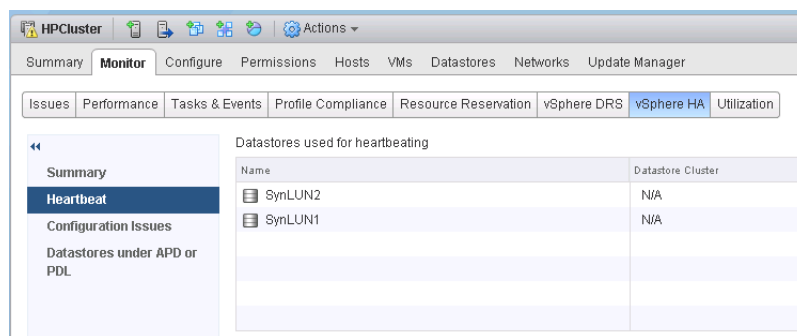 HPCluster Actions
Summary Monitor Configure Permissions Hosts VMs Datastores Networks Update Manager
Issues Performance Tasks & Events Profile Compliance Resource Reservation vSphere DRS vSphere HA Utilization
Summary
Heartbeat
Configuration Issues
Datastores under APD or
PDL
Datastores used for heartbeating
Name Datastore Cluster
SynLUN2 N/A
SynLUN1 N/A